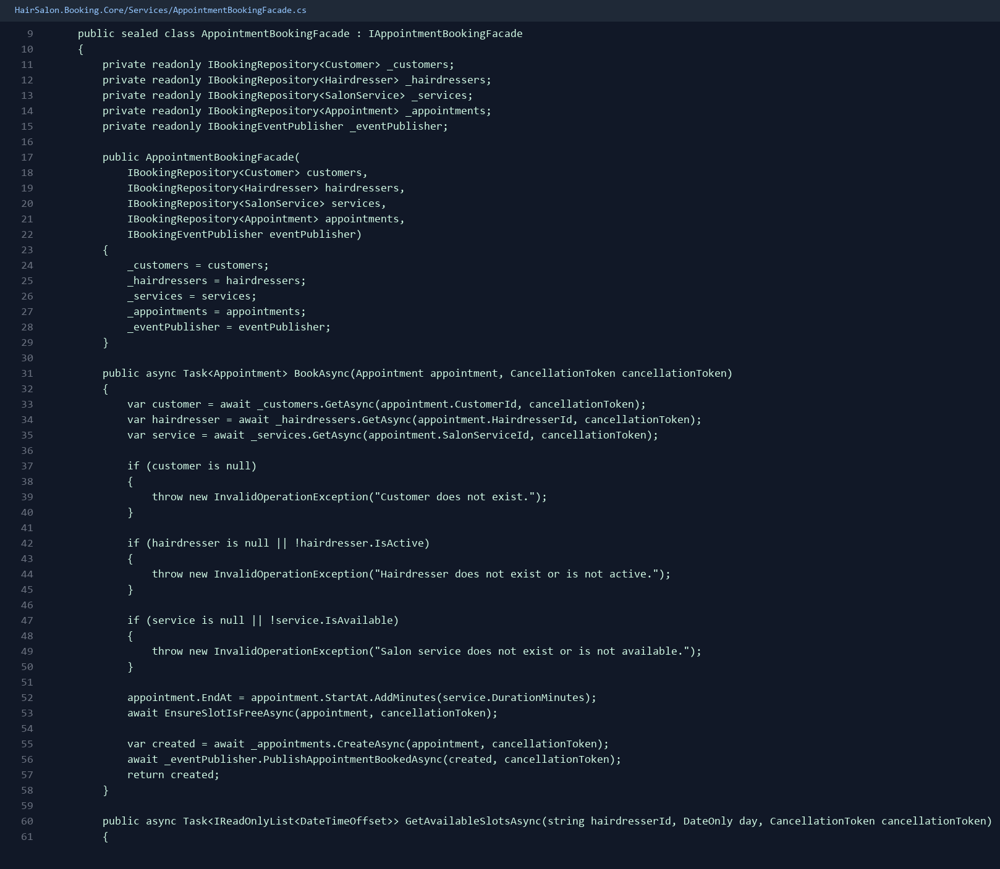 HairSalon.Booking.Core/Services/AppointmentBookingFacade.cs
9 public sealed class AppointmentBookingFacade : IAppointmentBookingFacade
10 {
11 private readonly IBookingRepository<Customer> _customers;
12 private readonly IBookingRepository<Hairdresser> _hairdressers;
13 private readonly IBookingRepository<SalonService> _services;
14 private readonly IBookingRepository<Appointment> _appointments;
15 private readonly IBookingEventPublisher _eventPublisher;
16
17 public AppointmentBookingFacade(
18 IBookingRepository<Customer> customers,
19 IBookingRepository<Hairdresser> hairdressers,
20 IBookingRepository<SalonService> services,
21 IBookingRepository<Appointment> appointments,
22 IBookingEventPublisher eventPublisher)
23 {
24 _customers = customers;
25 _hairdressers = hairdressers;
26 _services = services;
27 _appointments = appointments;
28 _eventPublisher = eventPublisher;
29 }
30
31 public async Task<Appointment> BookAsync(Appointment appointment, CancellationToken cancellationToken)
32 {
33 var customer = await _customers.GetAsync(appointment.CustomerId, cancellationToken);
34 var hairdresser = await _hairdressers.GetAsync(appointment.HairdresserId, cancellationToken);
35 var service = await _services.GetAsync(appointment.SalonServiceId, cancellationToken);
36
37 if (customer is null)
38 {
39 throw new InvalidOperationException("Customer does not exist.");
40 }
41
42 if (hairdresser is null || !hairdresser.IsActive)
43 {
44 throw new InvalidOperationException("Hairdresser does not exist or is not active.");
45 }
46
47 if (service is null || !service.IsAvailable)
48 {
49 throw new InvalidOperationException("Salon service does not exist or is not available.");
50 }
51
52 appointment.EndAt = appointment.StartAt.AddMinutes(service.DurationMinutes);
53 await EnsureSlotIsFreeAsync(appointment, cancellationToken);
54
55 var created = await _appointments.CreateAsync(appointment, cancellationToken);
56 await _eventPublisher.PublishAppointmentBookedAsync(created, cancellationToken);
57 return created;
58 }
59
60 public async Task<IReadOnlyList<DateTimeOffset>> GetAvailableSlotsAsync(string hairdresserId, DateOnly day, CancellationToken cancellationToken)
61 {